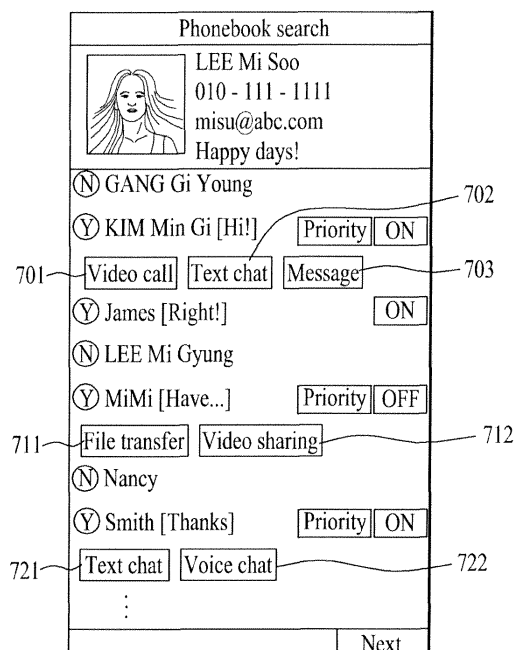 Phonebook search
LEE Mi Soo
010 - 111 - 1111
misu@abc.com
Happy days!
Ⓝ GANG Gi Young
702
Ⓨ KIM Min Gi [Hi!] Priority ON
701 Video call Text chat Message 703
Ⓨ James [Right!] ON
Ⓝ LEE Mi Gyung
Ⓨ MiMi [Have...] Priority OFF
711 File transfer Video sharing 712
Ⓝ Nancy
Ⓨ Smith [Thanks] Priority ON
721 Text chat Voice chat 722
⋮
Next